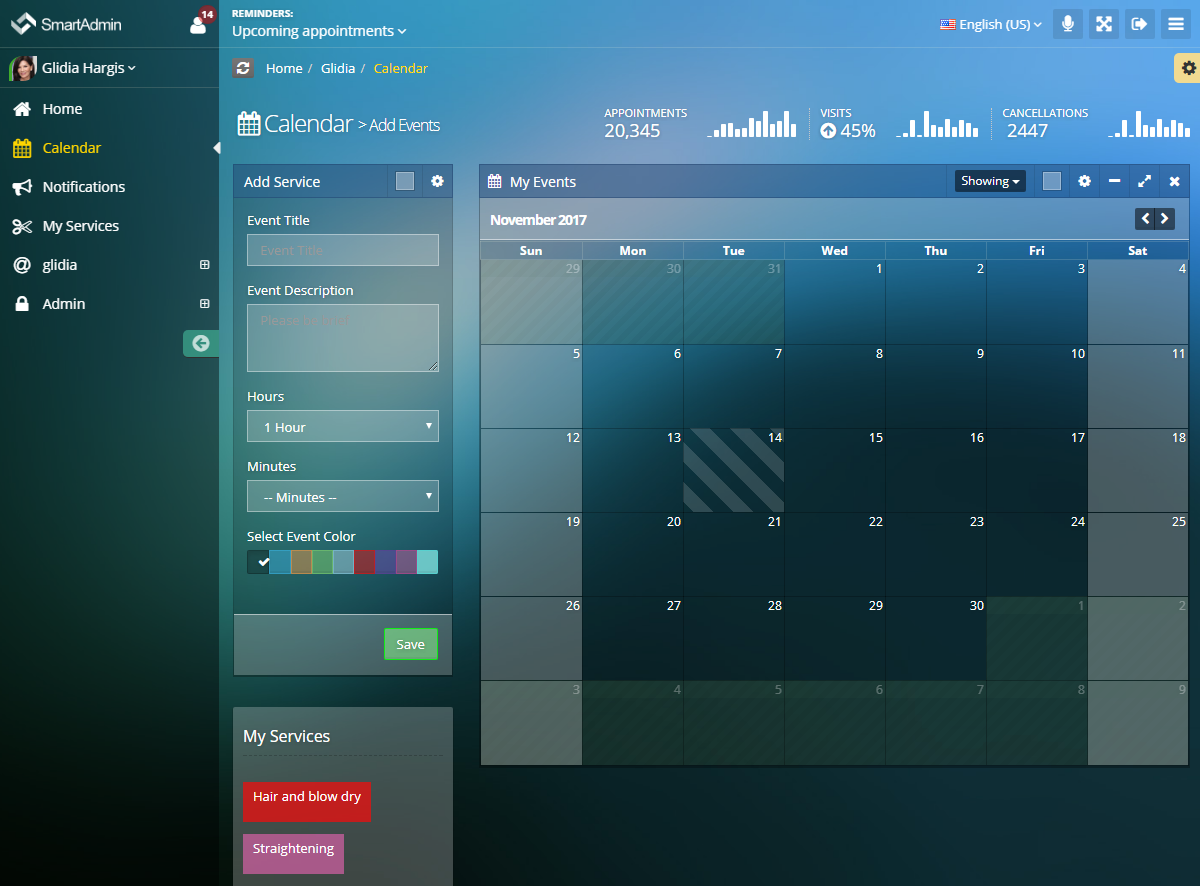 SmartAdmin
14
REMINDERS:
Upcoming appointments
English (US)
Glidia Hargis
Home / Glidia / Calendar
Home
Calendar
Notifications
My Services
glidia
Admin
Calendar > Add Events
APPOINTMENTS
20,345
VISITS
45%
CANCELLATIONS
2447
Add Service
Event Title
Event Title
Event Description
Hours
1 Hour
Minutes
-- Minutes --
Select Event Color
Save
My Services
Hair and blow dry
Straightening
My Events
Showing
November 2017
Sun Mon Tue Wed Thu Fri Sat
29 30 31 1 2 3 4
5 6 7 8 9 10 11
12 13 14 15 16 17 18
19 20 21 22 23 24 25
26 27 28 29 30 1 2
3 4 5 6 7 8 9